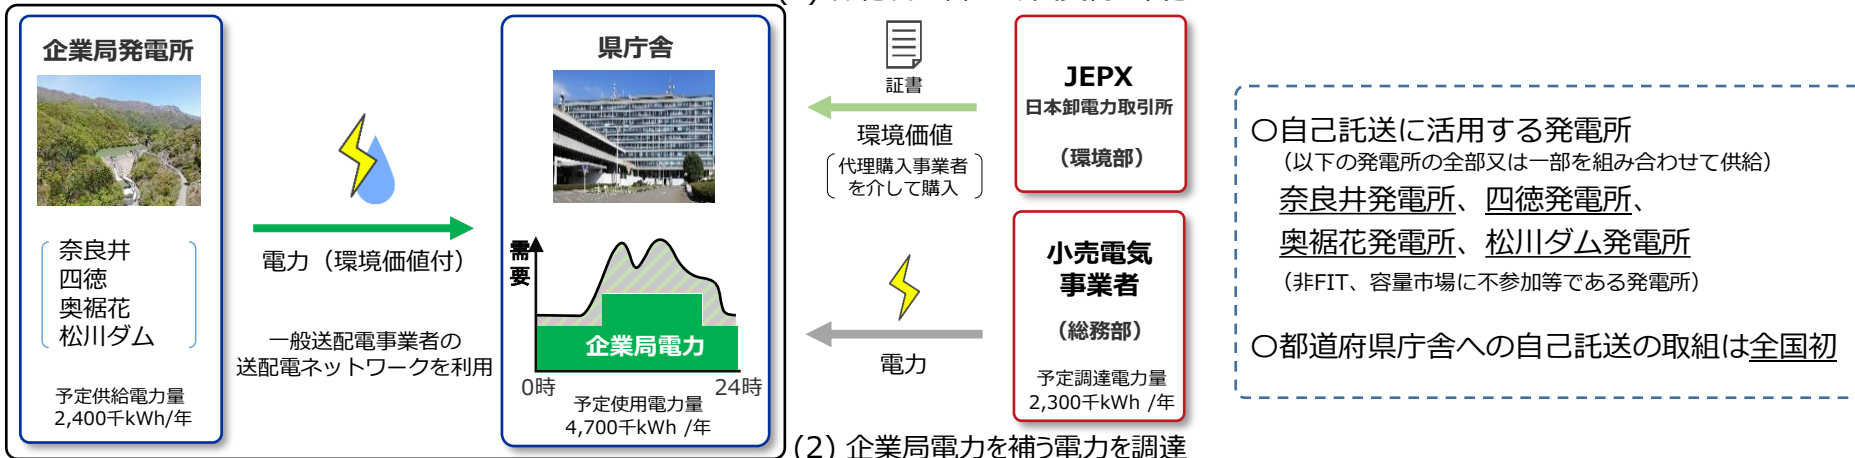 企業局発電所
奈良井
四徳
奥裾花
松川ダム
予定供給電力量
2,400千kWh/年
電力（環境価値付）
一般送配電事業者の
送配電ネットワークを利用
県庁舎
需要
企業局電力
0時
24時
予定使用電力量
4,700千kWh /年
証書
環境価値
代理購入事業者
を介して購入
JEPX
日本卸電力取引所
（環境部）
電力
小売電気
事業者
（総務部）
予定調達電力量
2,300千kWh /年
(2) 企業局電力を補う電力を調達
〇自己託送に活用する発電所
（以下の発電所の全部又は一部を組み合わせて供給）
奈良井発電所、四徳発電所、
奥裾花発電所、松川ダム発電所
（非FIT、容量市場に不参加等である発電所）
〇都道府県庁舎への自己託送の取組は全国初